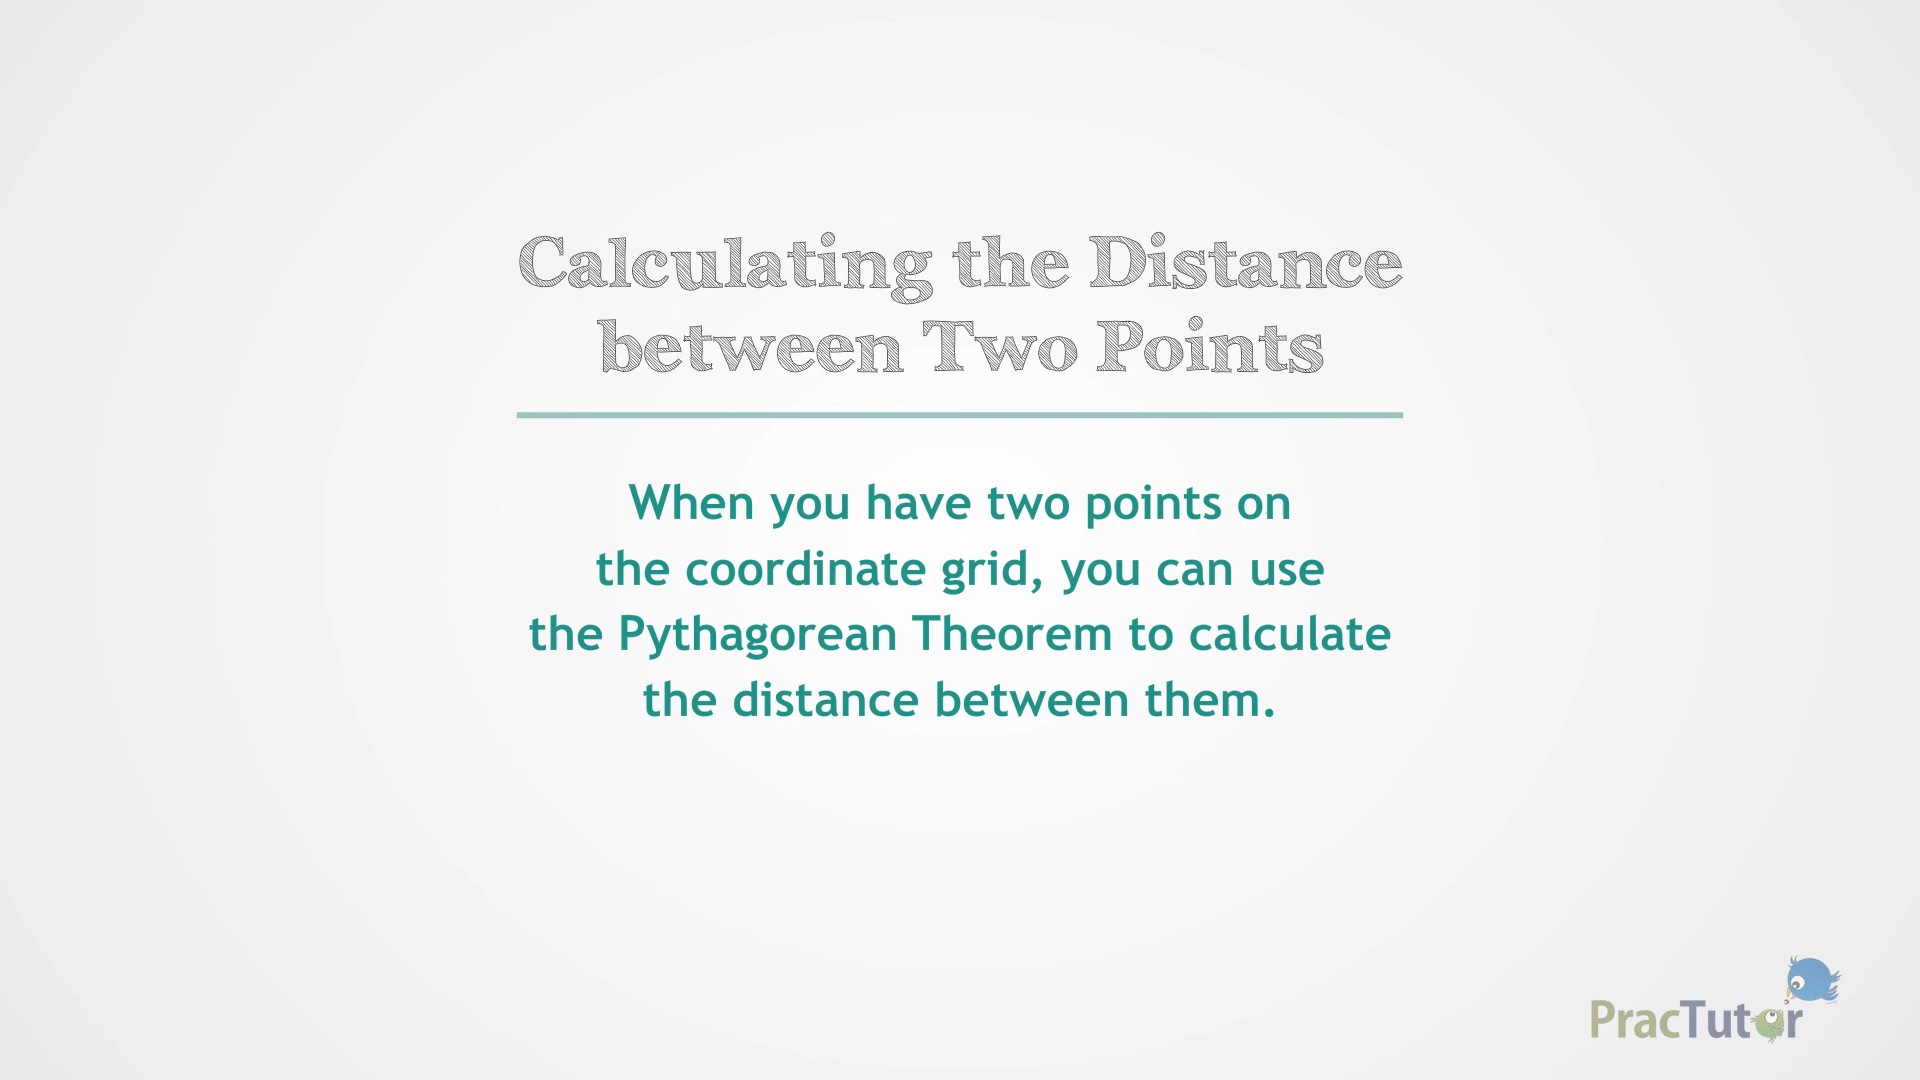 Calculating the Distance
between Two Points
When you have two points on
the coordinate grid, you can use
the Pythagorean Theorem to calculate
the distance between them.
PracTutor